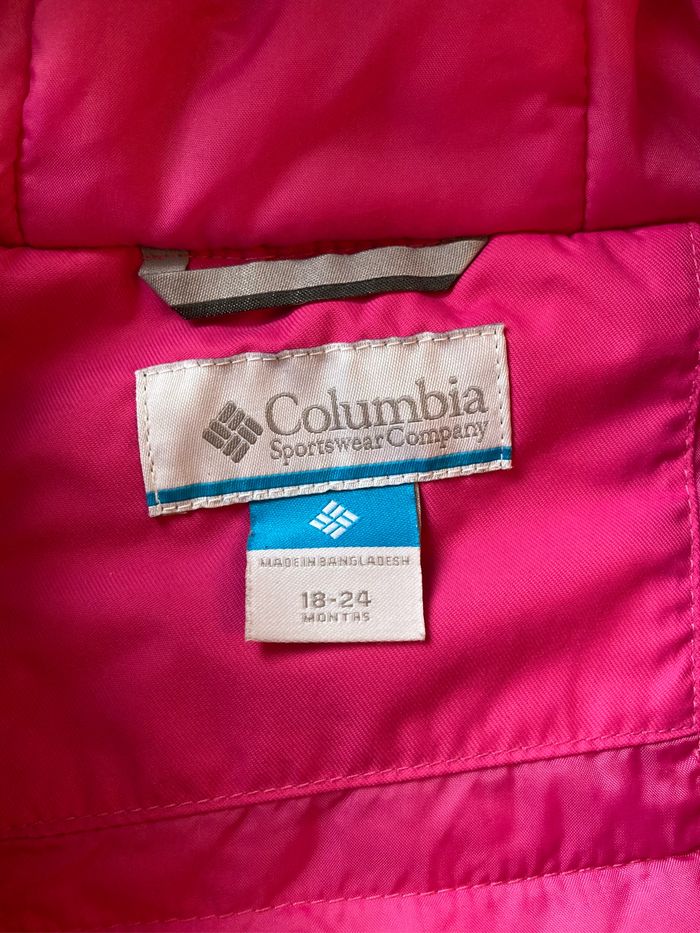 Columbia
Sportswear Company
MADE IN BANGLADESH
18-24
MONTHS